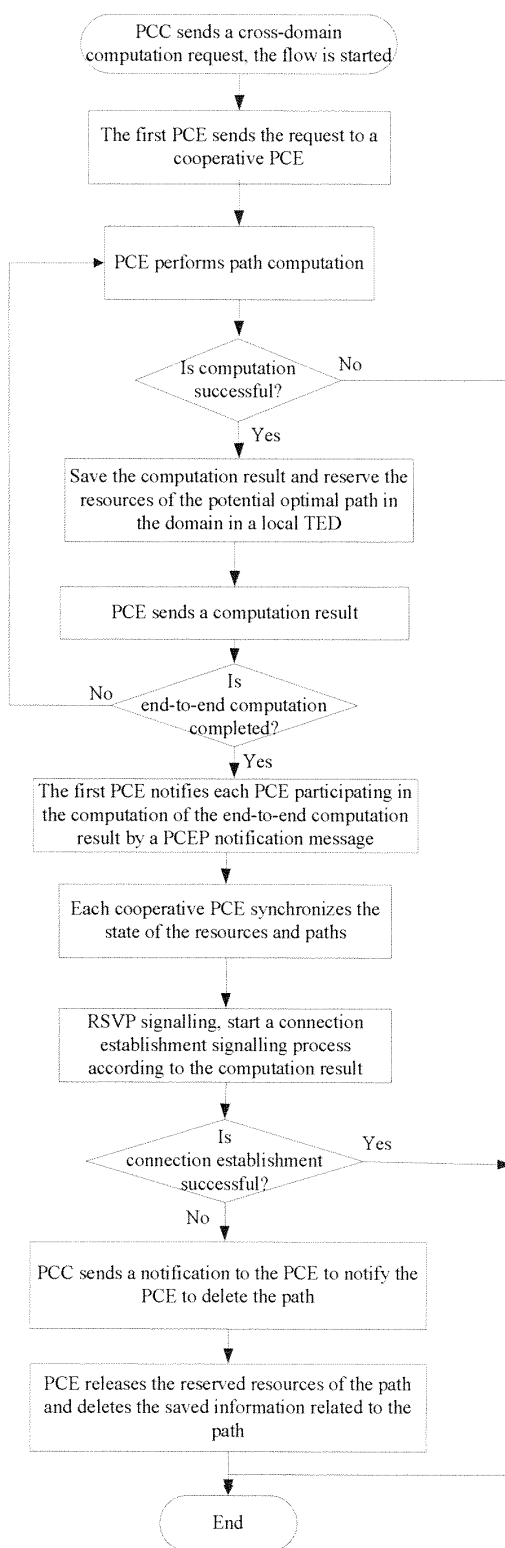 PCC sends a cross-domain
computation request, the flow is started
The first PCE sends the request to a
cooperative PCE
PCE performs path computation
Is computation
successful?
No
Yes
Save the computation result and reserve the
resources of the potential optimal path in
the domain in a local TED
PCE sends a computation result
Is
end-to-end computation
completed?
No
Yes
The first PCE notifies each PCE participating in
the computation of the end-to-end computation
result by a PCEP notification message
Each cooperative PCE synchronizes the
state of the resources and paths
RSVP signalling, start a connection
establishment signalling process
according to the computation result
Is
connection establishment
successful?
Yes
No
PCC sends a notification to the PCE to notify the
PCE to delete the path
PCE releases the reserved resources of the path
and deletes the saved information related to the
path
End